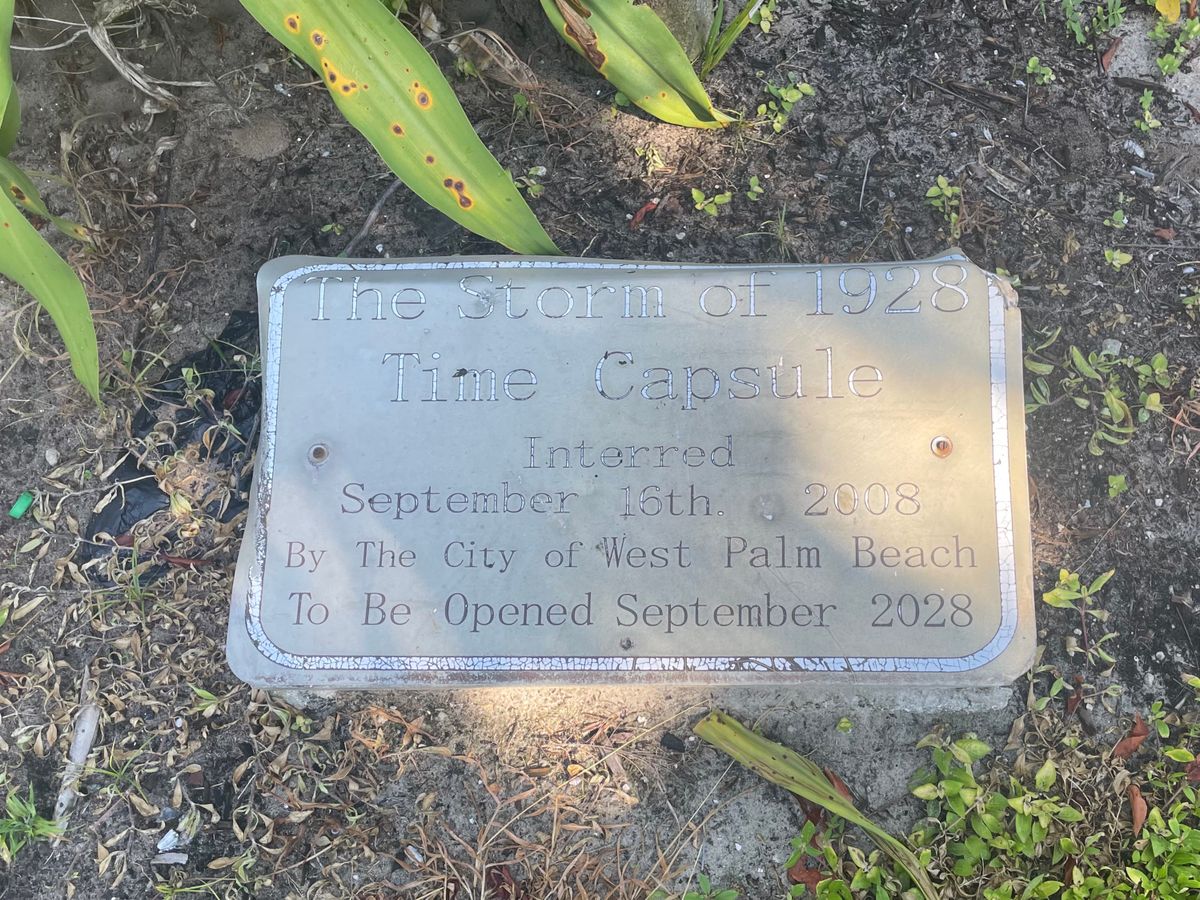 The Storm of 1928
Time Capsule
Interred
September 16th. 2008
By The City of West Palm Beach
To Be Opened September 2028